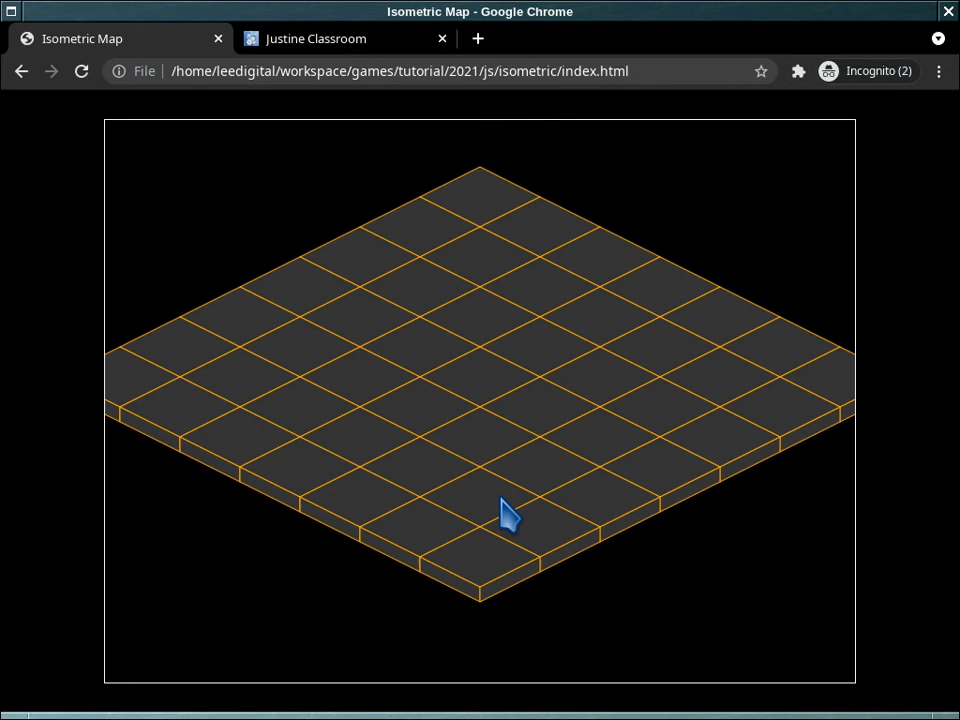 Isometric Map - Google Chrome
Isometric Map
Justine Classroom
File
/home/leedigital/workspace/games/tutorial/2021/js/isometric/index.html
Incognito (2)